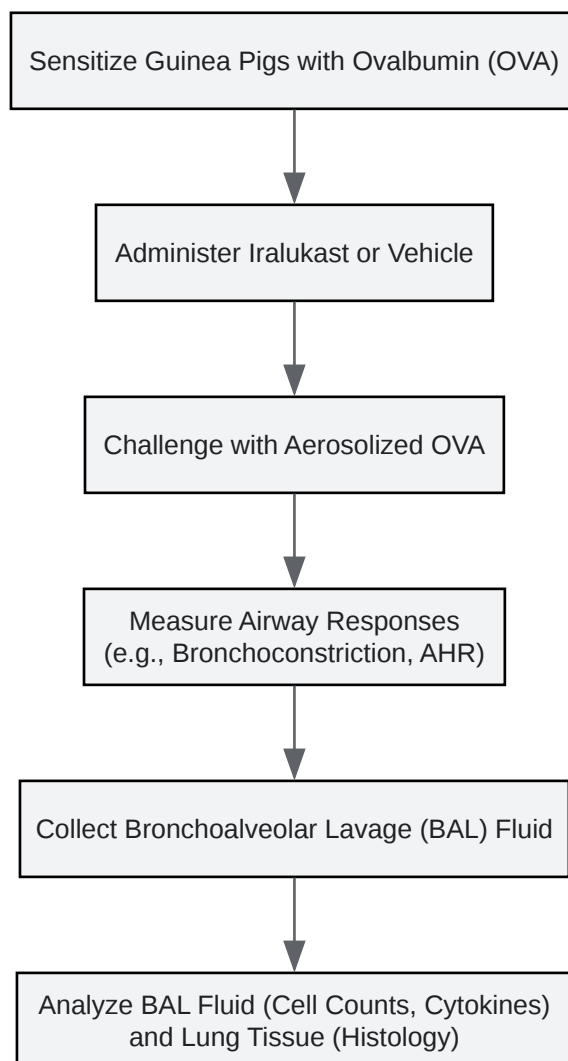 Sensitize Guinea Pigs with Ovalbumin (OVA)
Administer Iralukast or Vehicle
Challenge with Aerosolized OVA
Measure Airway Responses
(e.g., Bronchoconstriction, AHR)
Collect Bronchoalveolar Lavage (BAL) Fluid
Analyze BAL Fluid (Cell Counts, Cytokines)
and Lung Tissue (Histology)